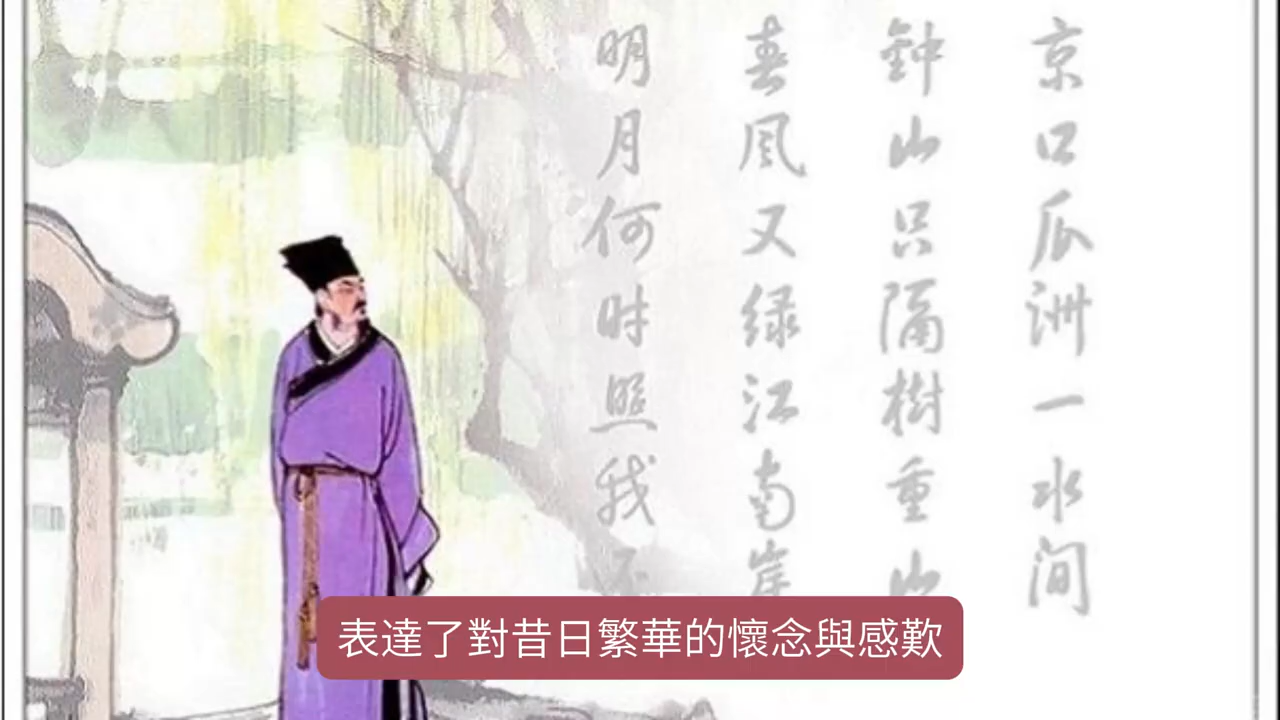 京口瓜洲一水间
鈡山只隔樹重山
春風又绿江南岸
明月何时照我
表達了對昔日繁華的懷念與感歎